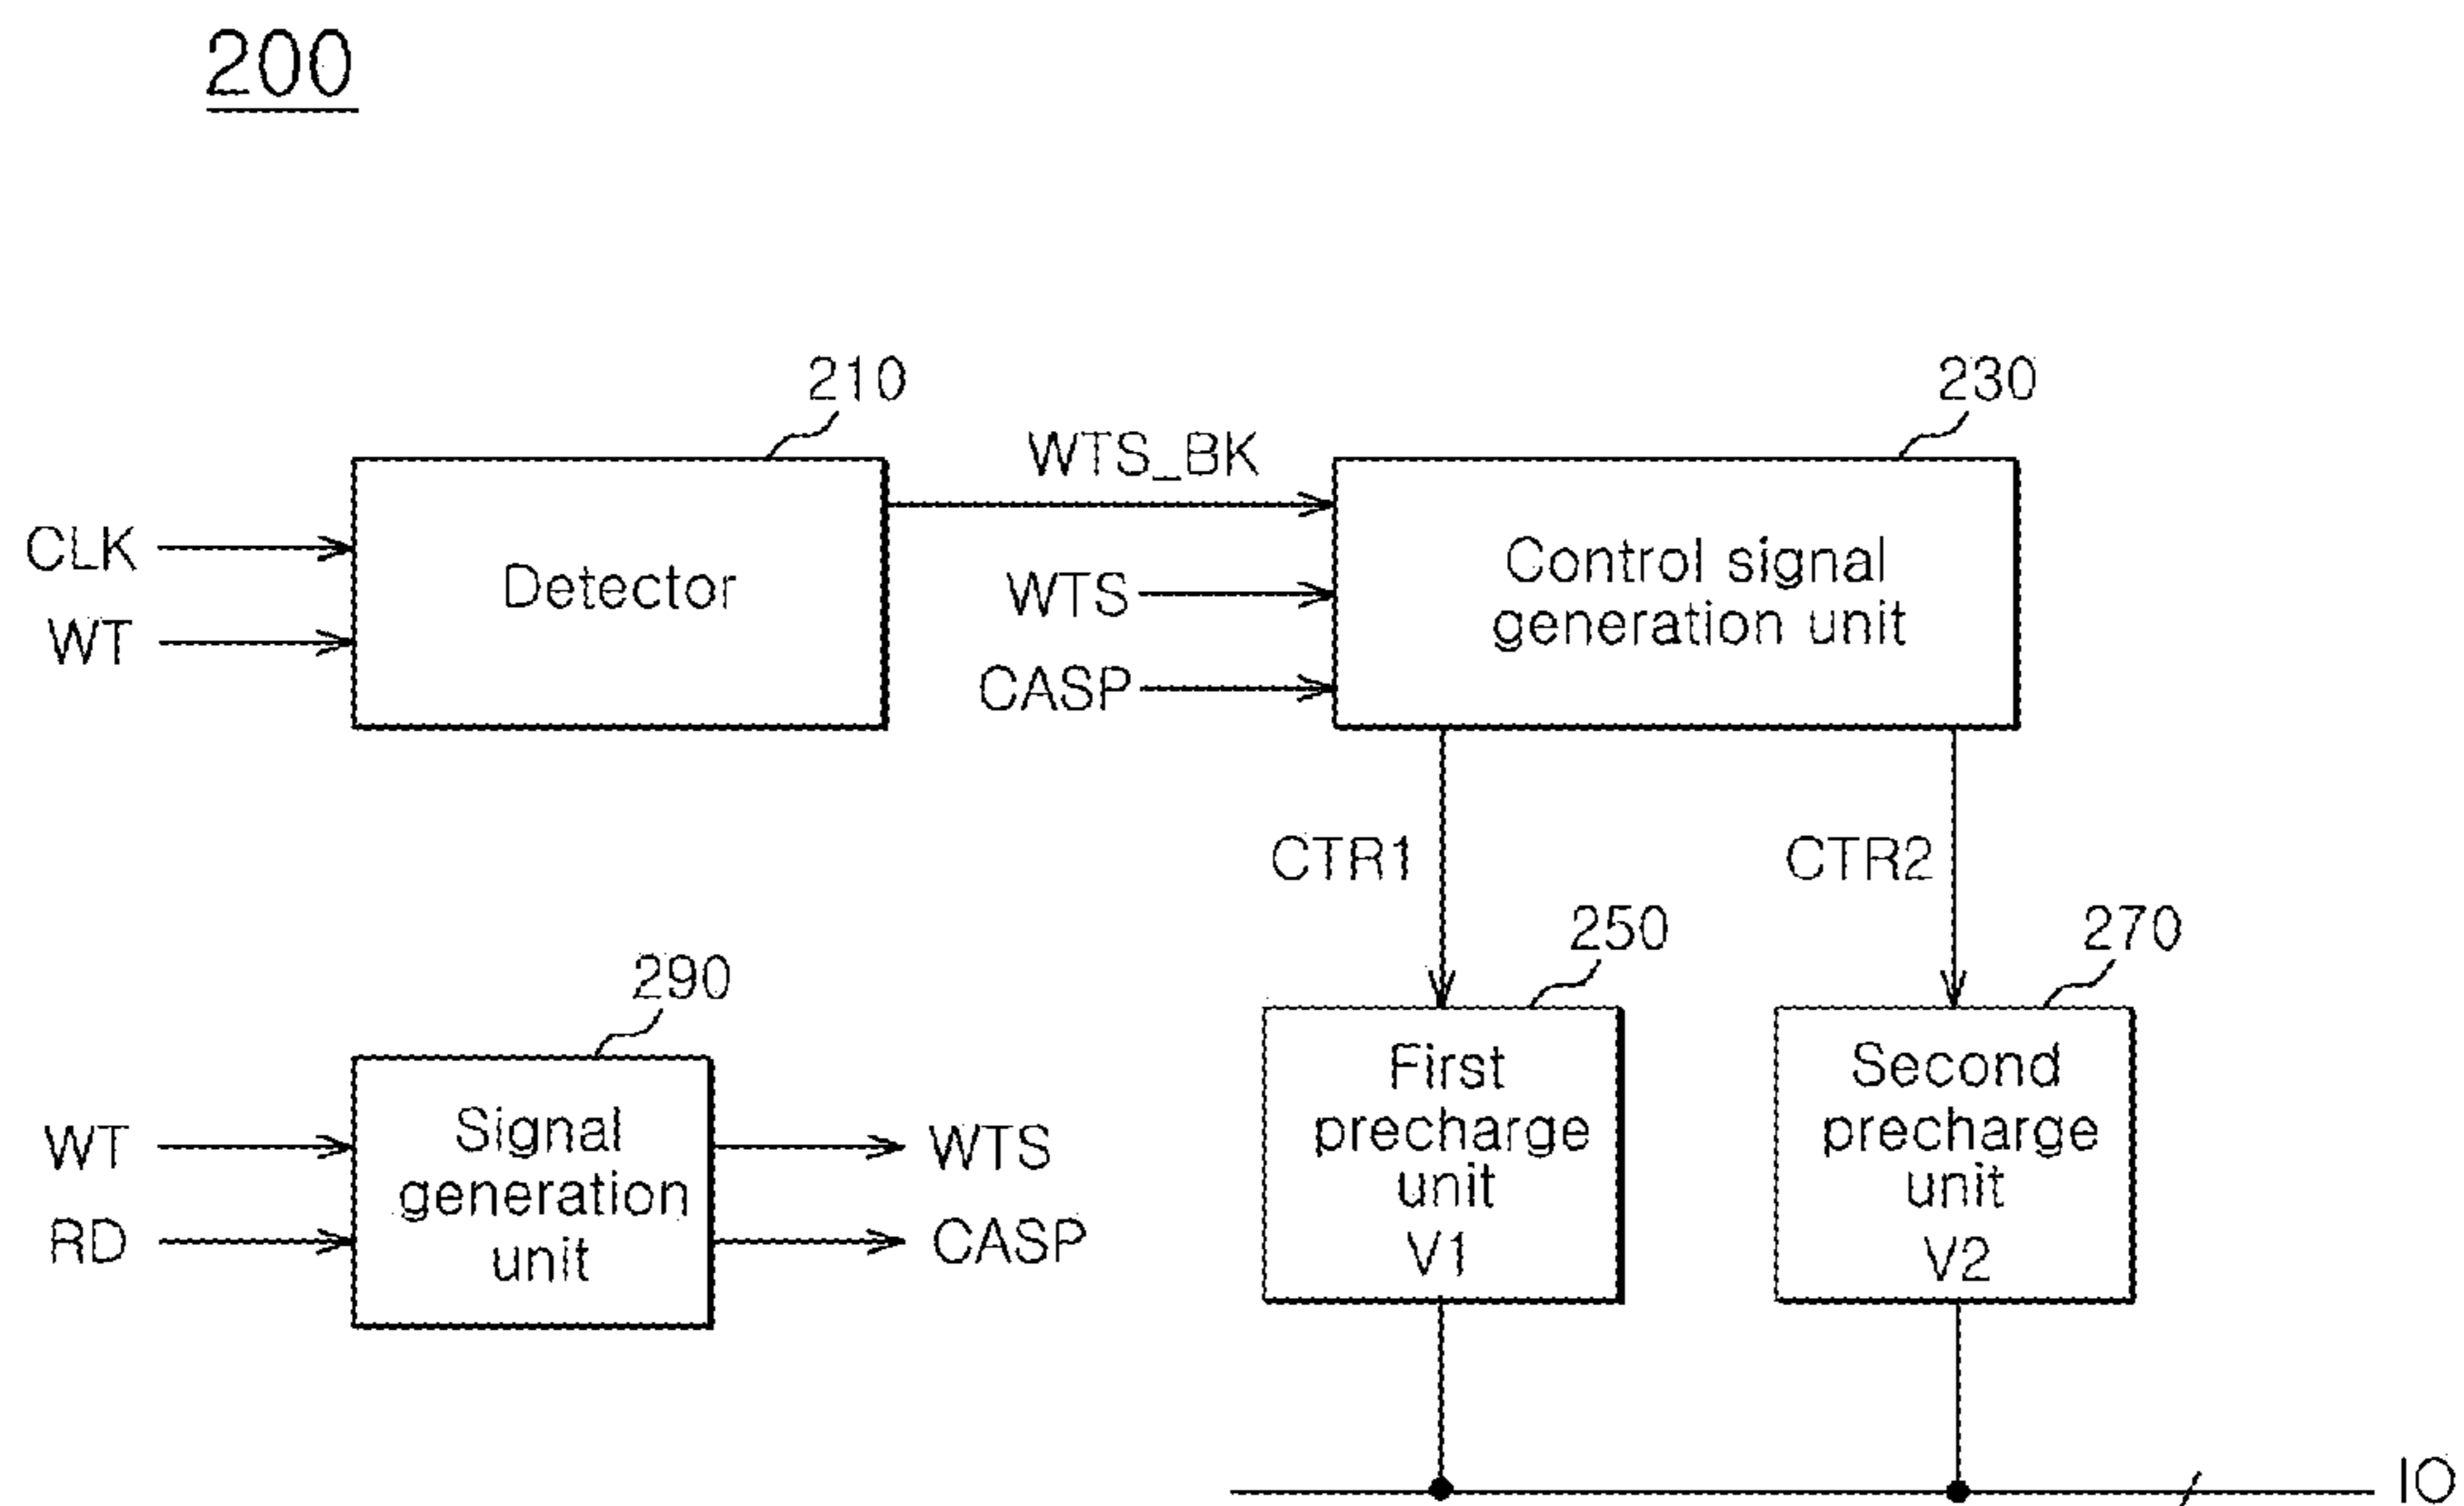 200
210
230
WTS_BK
CLK
WT
Detector
WTS
CASP
Control signal
generation unit
CTR1
CTR2
250
270
290
WT
RD
Signal
generation
unit
WTS
CASP
First
precharge
unit
V1
Second
precharge
unit
V2
IO